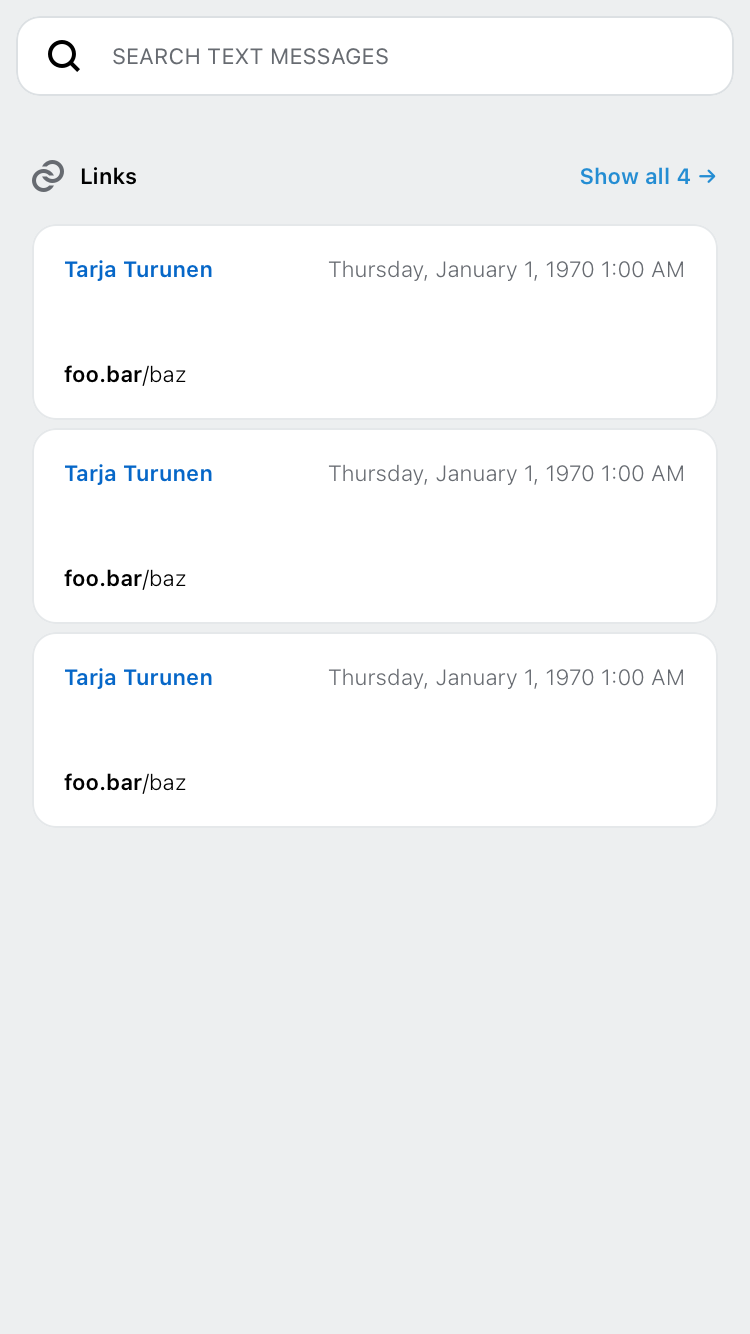 SEARCH TEXT MESSAGES
Links
Show all 4 →
Tarja Turunen
Thursday, January 1, 1970 1:00 AM
foo.bar/baz
Tarja Turunen
Thursday, January 1, 1970 1:00 AM
foo.bar/baz
Tarja Turunen
Thursday, January 1, 1970 1:00 AM
foo.bar/baz